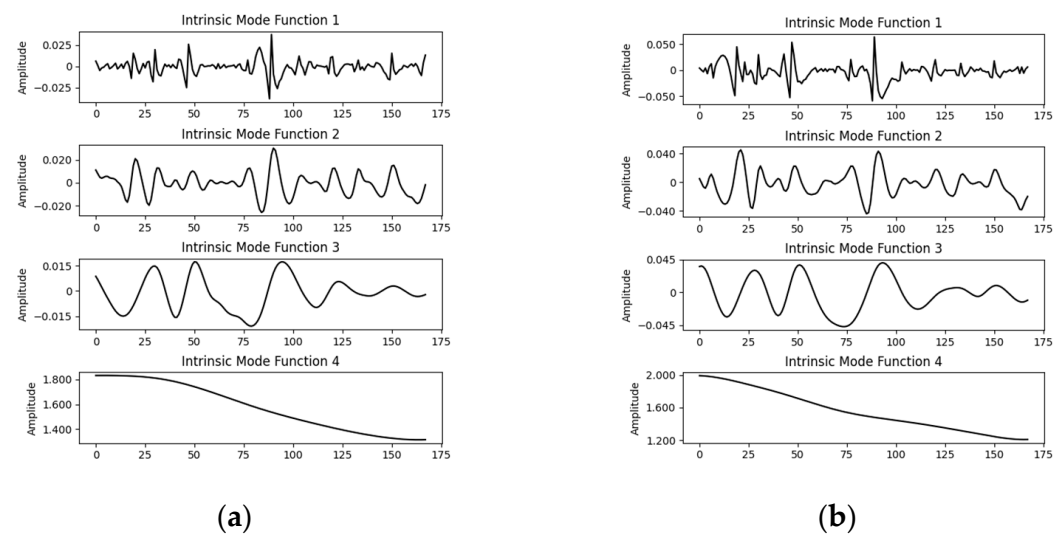 Intrinsic Mode Function 1
Amplitude
0.025
0
−0.025
0 25 50 75 100 125 150 175
Intrinsic Mode Function 2
Amplitude
0.020
0
−0.020
0 25 50 75 100 125 150 175
Intrinsic Mode Function 3
Amplitude
0.015
0
−0.015
0 25 50 75 100 125 150 175
Intrinsic Mode Function 4
Amplitude
1.800
1.600
1.400
0 25 50 75 100 125 150 175
(a)
Intrinsic Mode Function 1
Amplitude
0.050
0
−0.050
0 25 50 75 100 125 150 175
Intrinsic Mode Function 2
Amplitude
0.040
0
−0.040
0 25 50 75 100 125 150 175
Intrinsic Mode Function 3
Amplitude
0.045
0
−0.045
0 25 50 75 100 125 150 175
Intrinsic Mode Function 4
Amplitude
2.000
1.600
1.200
0 25 50 75 100 125 150 175
(b)